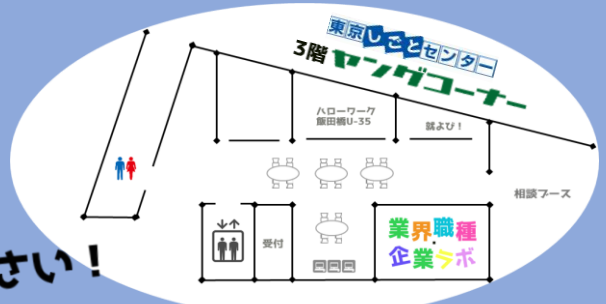 東京しごとセンター
3階 ヤングコーナー
ハローワーク
飯田橋U-35
就よび！
相談ブース
受付
業界職種
・
企業ラボ
さい！